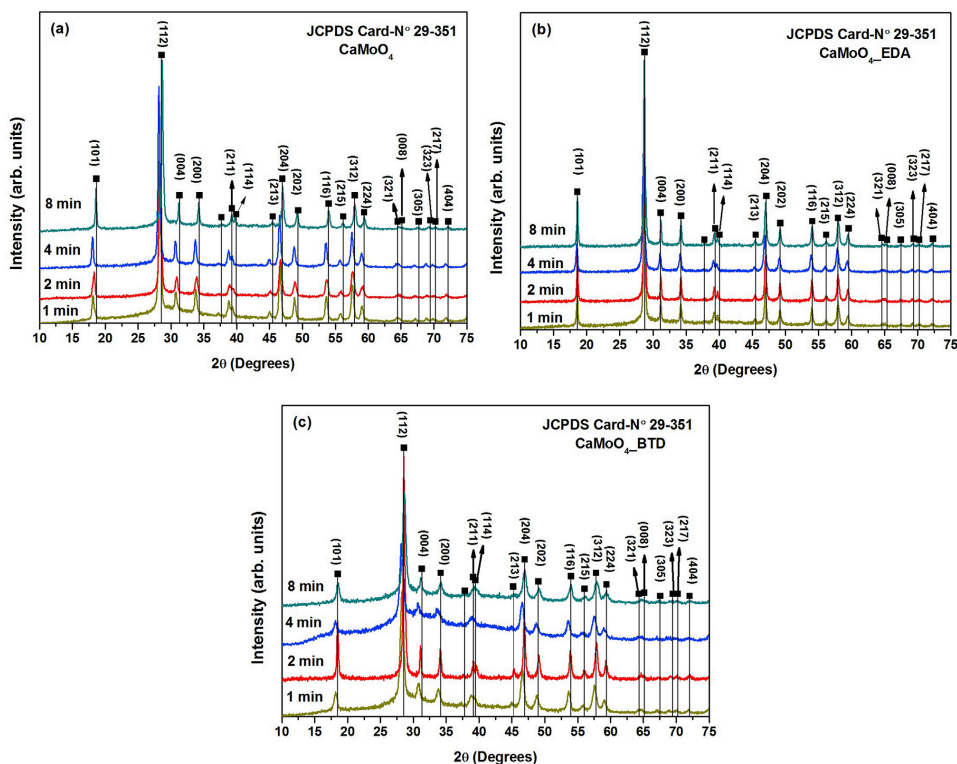 (a)
JCPDS Card-N° 29-351
CaMoO₄
(112)
(101)
(004)
(200)
(211)
(114)
(213)
(204)
(202)
(116)
(215)
(312)
(224)
(321)
(008)
(305)
(323)
(217)
(404)
8 min
4 min
2 min
1 min
Intensity (arb. units)
10 15 20 25 30 35 40 45 50 55 60 65 70 75
2θ (Degrees)
(b)
JCPDS Card-N° 29-351
CaMoO₄_EDA
(112)
(101)
(004)
(200)
(211)
(114)
(213)
(204)
(202)
(116)
(215)
(312)
(224)
(321)
(008)
(305)
(323)
(217)
(404)
8 min
4 min
2 min
1 min
Intensity (arb. units)
10 15 20 25 30 35 40 45 50 55 60 65 70 75
2θ (Degrees)
(c)
JCPDS Card-N° 29-351
CaMoO₄_BTD
(112)
(101)
(004)
(200)
(211)
(114)
(213)
(204)
(202)
(116)
(215)
(312)
(224)
(321)
(008)
(305)
(323)
(217)
(404)
8 min
4 min
2 min
1 min
Intensity (arb. units)
10 15 20 25 30 35 40 45 50 55 60 65 70 75
2θ (Degrees)